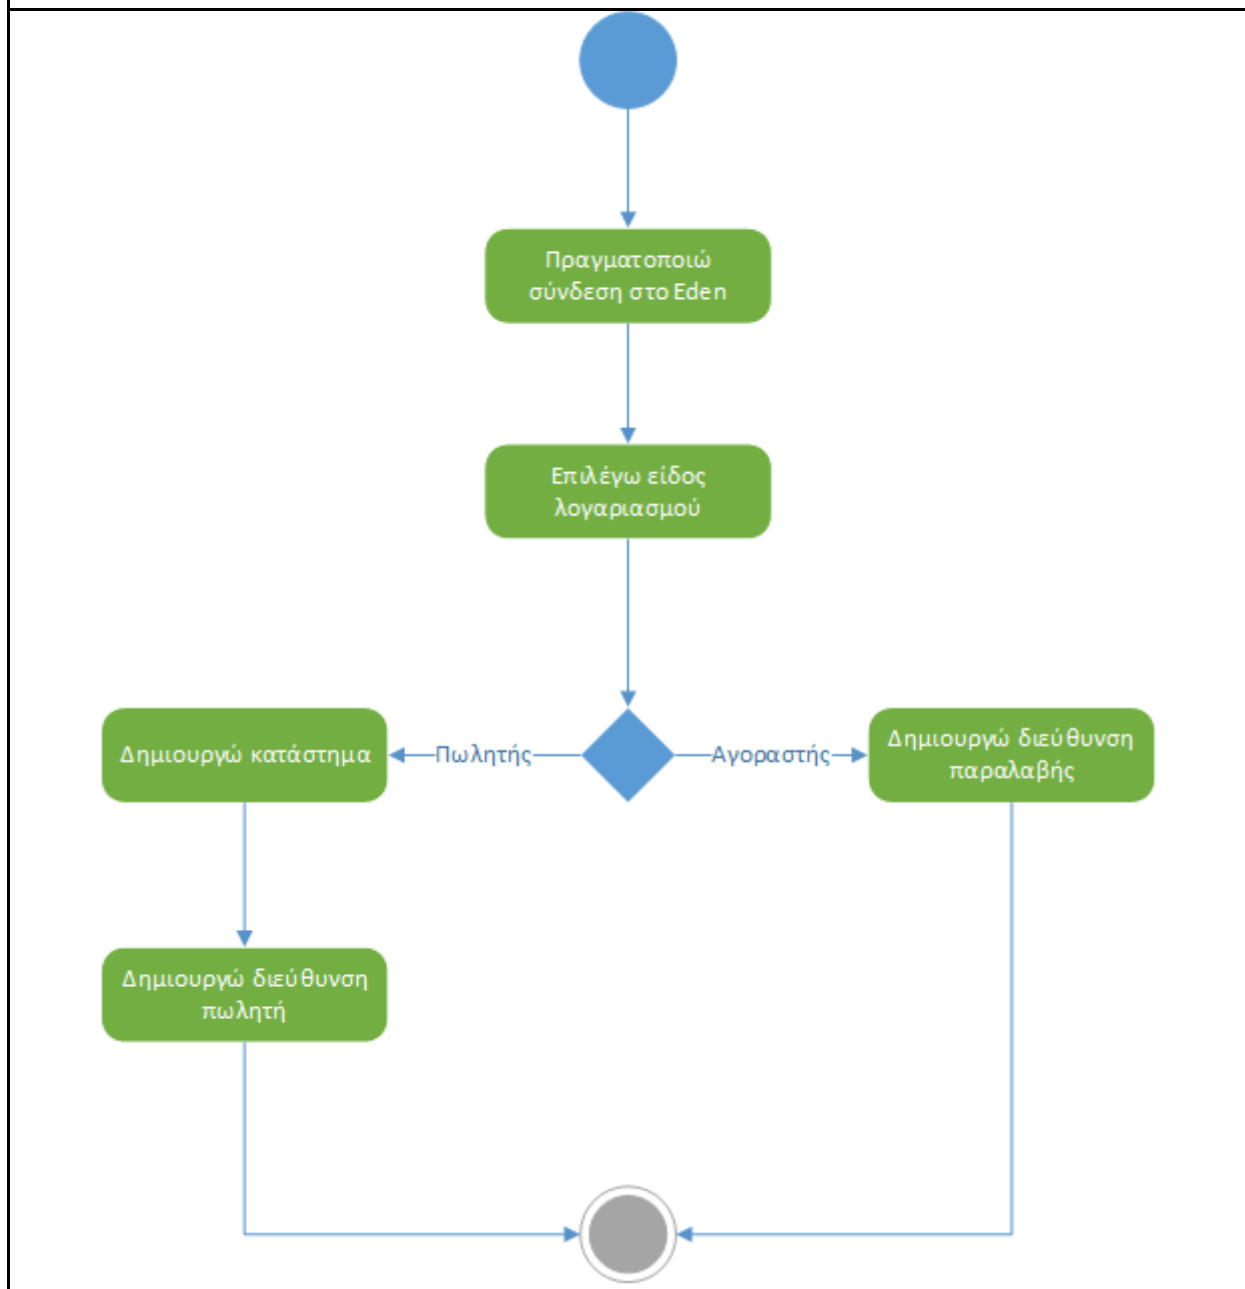 Πραγματοποιώ
σύνδεση στο Eden
Επιλέγω είδος
λογαριασμού
Δημιουργώ κατάστημα
Πωλητής
Αγοραστής
Δημιουργώ διεύθυνση
παραλαβής
Δημιουργώ διεύθυνση
πωλητή